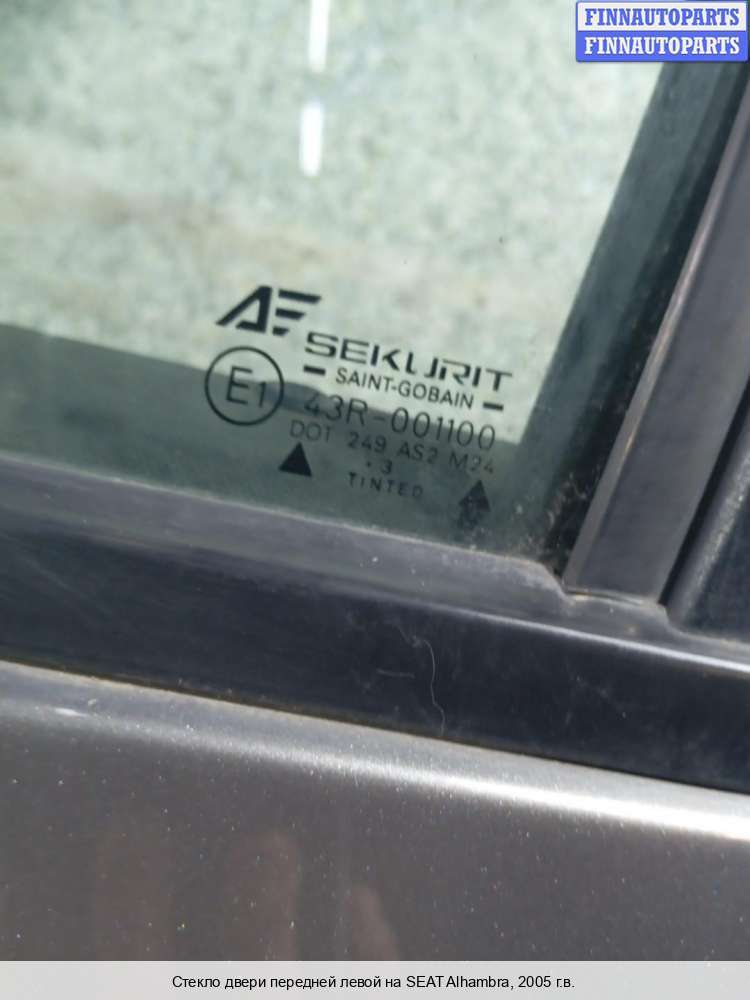 FINNAUTOPARTS
FINNAUTOPARTS
SEKURIT
SAINT-GOBAIN
E1
43R-001100
DOT 249 AS2 M24
. 3
TINTED
Стекло двери передней левой на SEAT Alhambra, 2005 г.в.